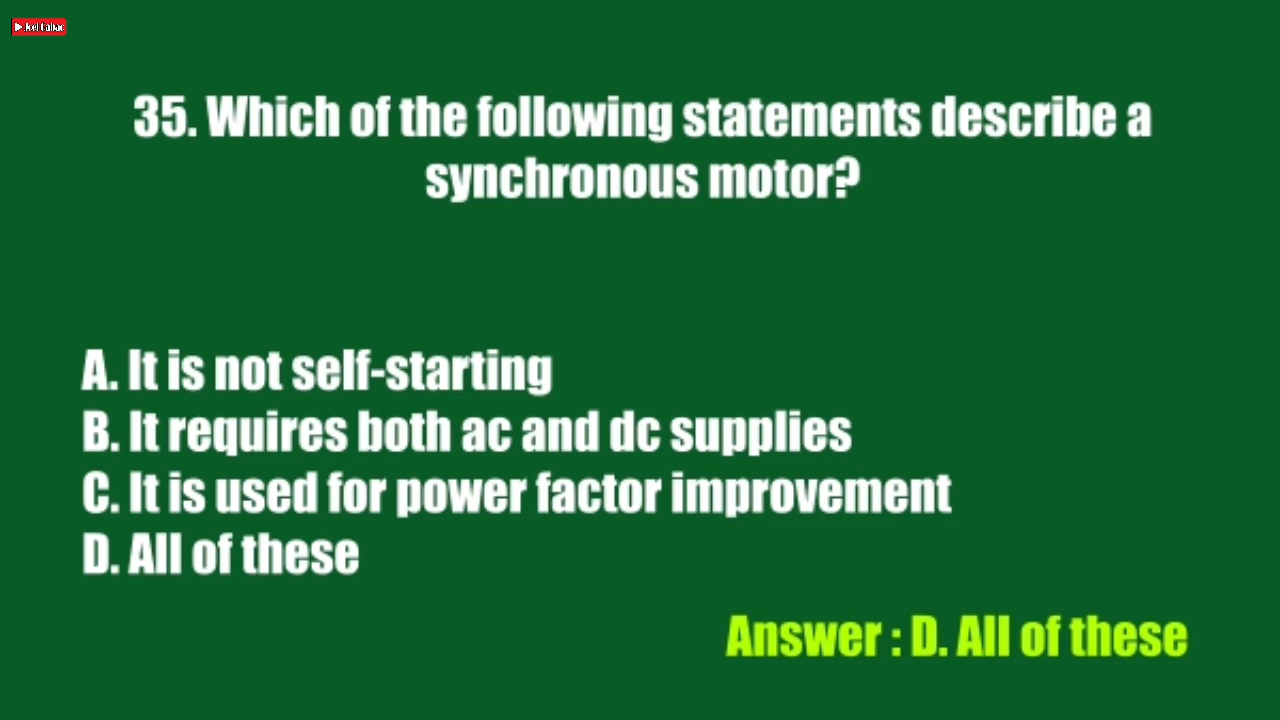 35. Which of the following statements describe a
synchronous motor?
A. It is not self-starting
B. It requires both ac and dc supplies
C. It is used for power factor improvement
D. All of these
Answer : D. All of these